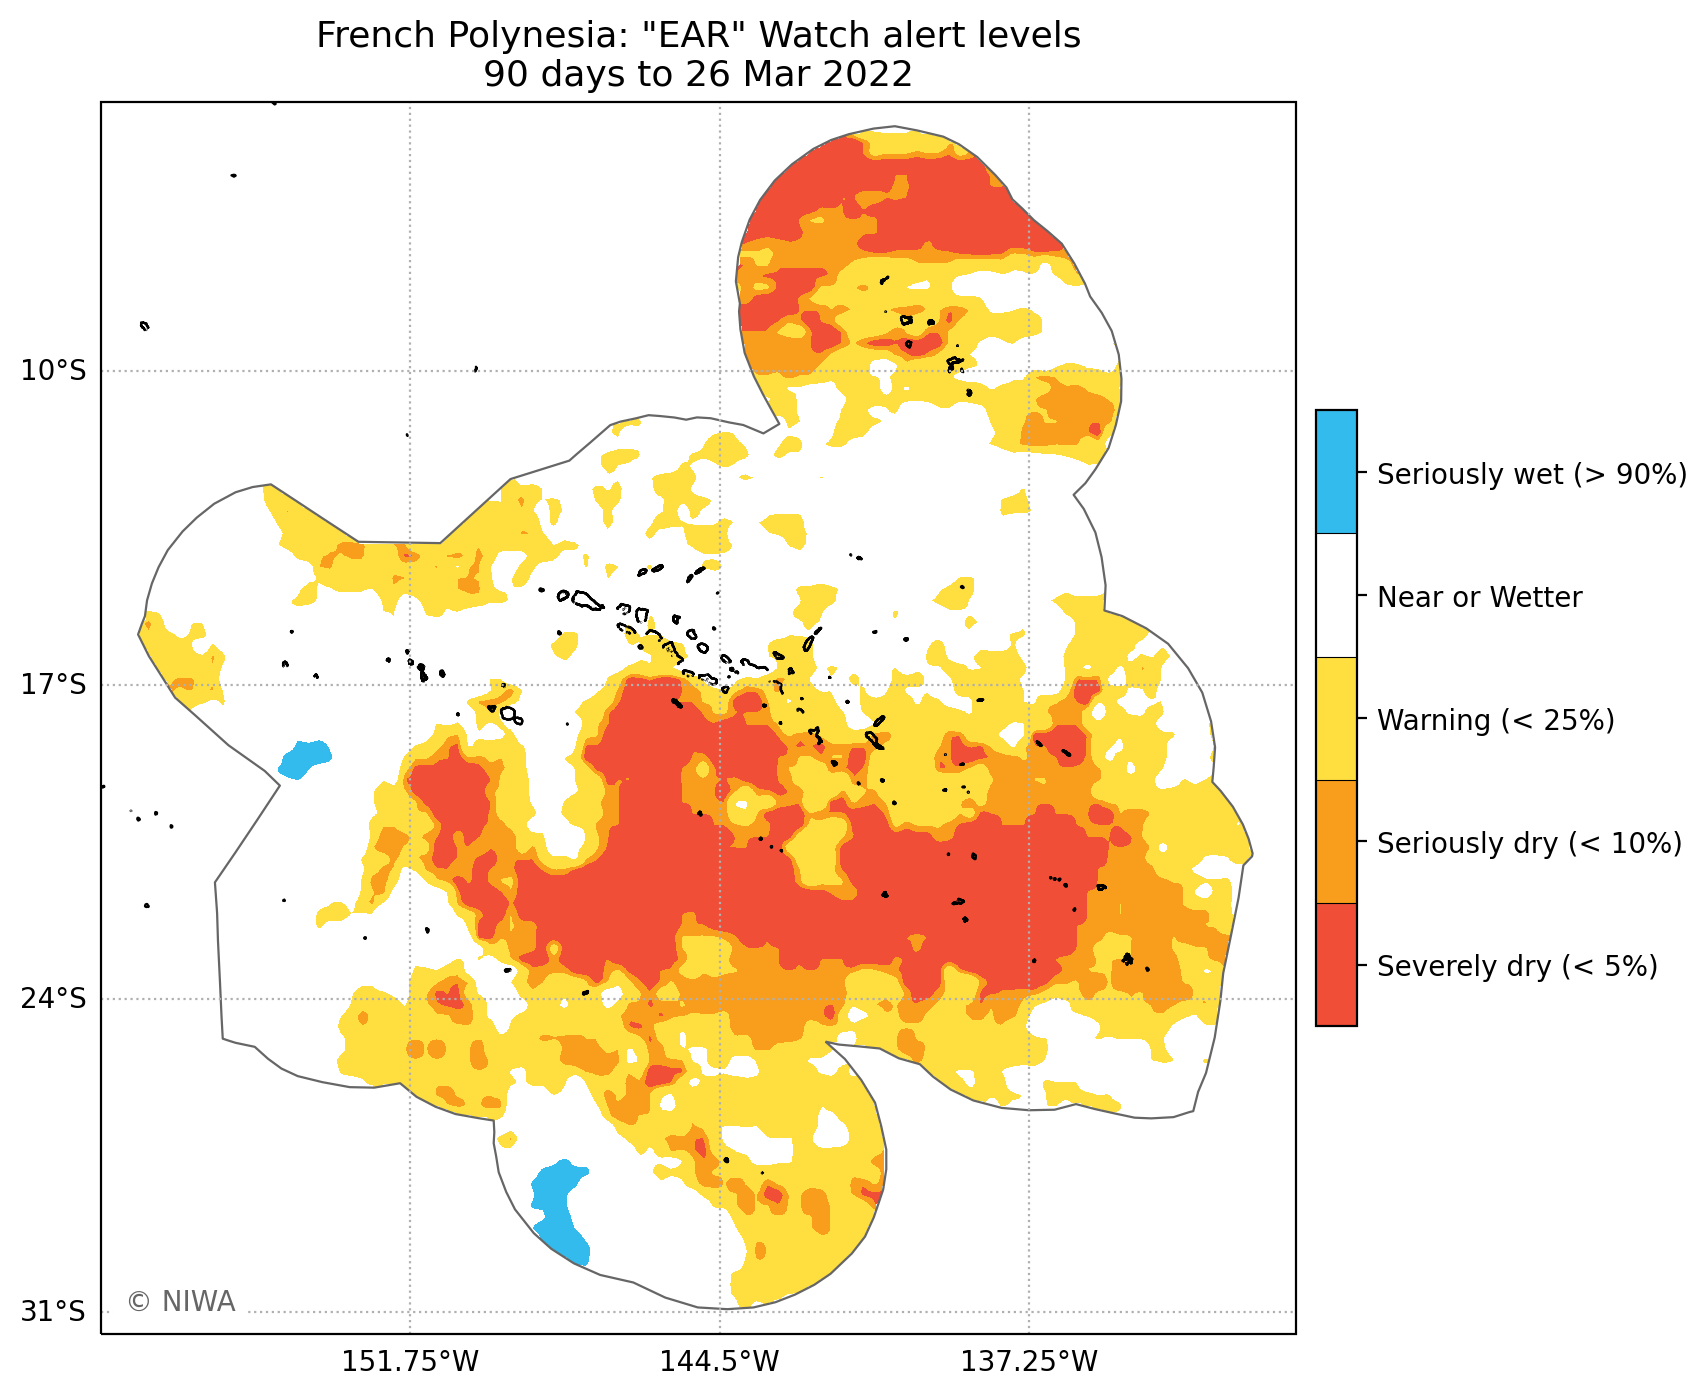 French Polynesia: "EAR" Watch alert levels
90 days to 26 Mar 2022
10°S
17°S
24°S
31°S
151.75°W
144.5°W
137.25°W
© NIWA
Seriously wet (> 90%)
Near or Wetter
Warning (< 25%)
Seriously dry (< 10%)
Severely dry (< 5%)